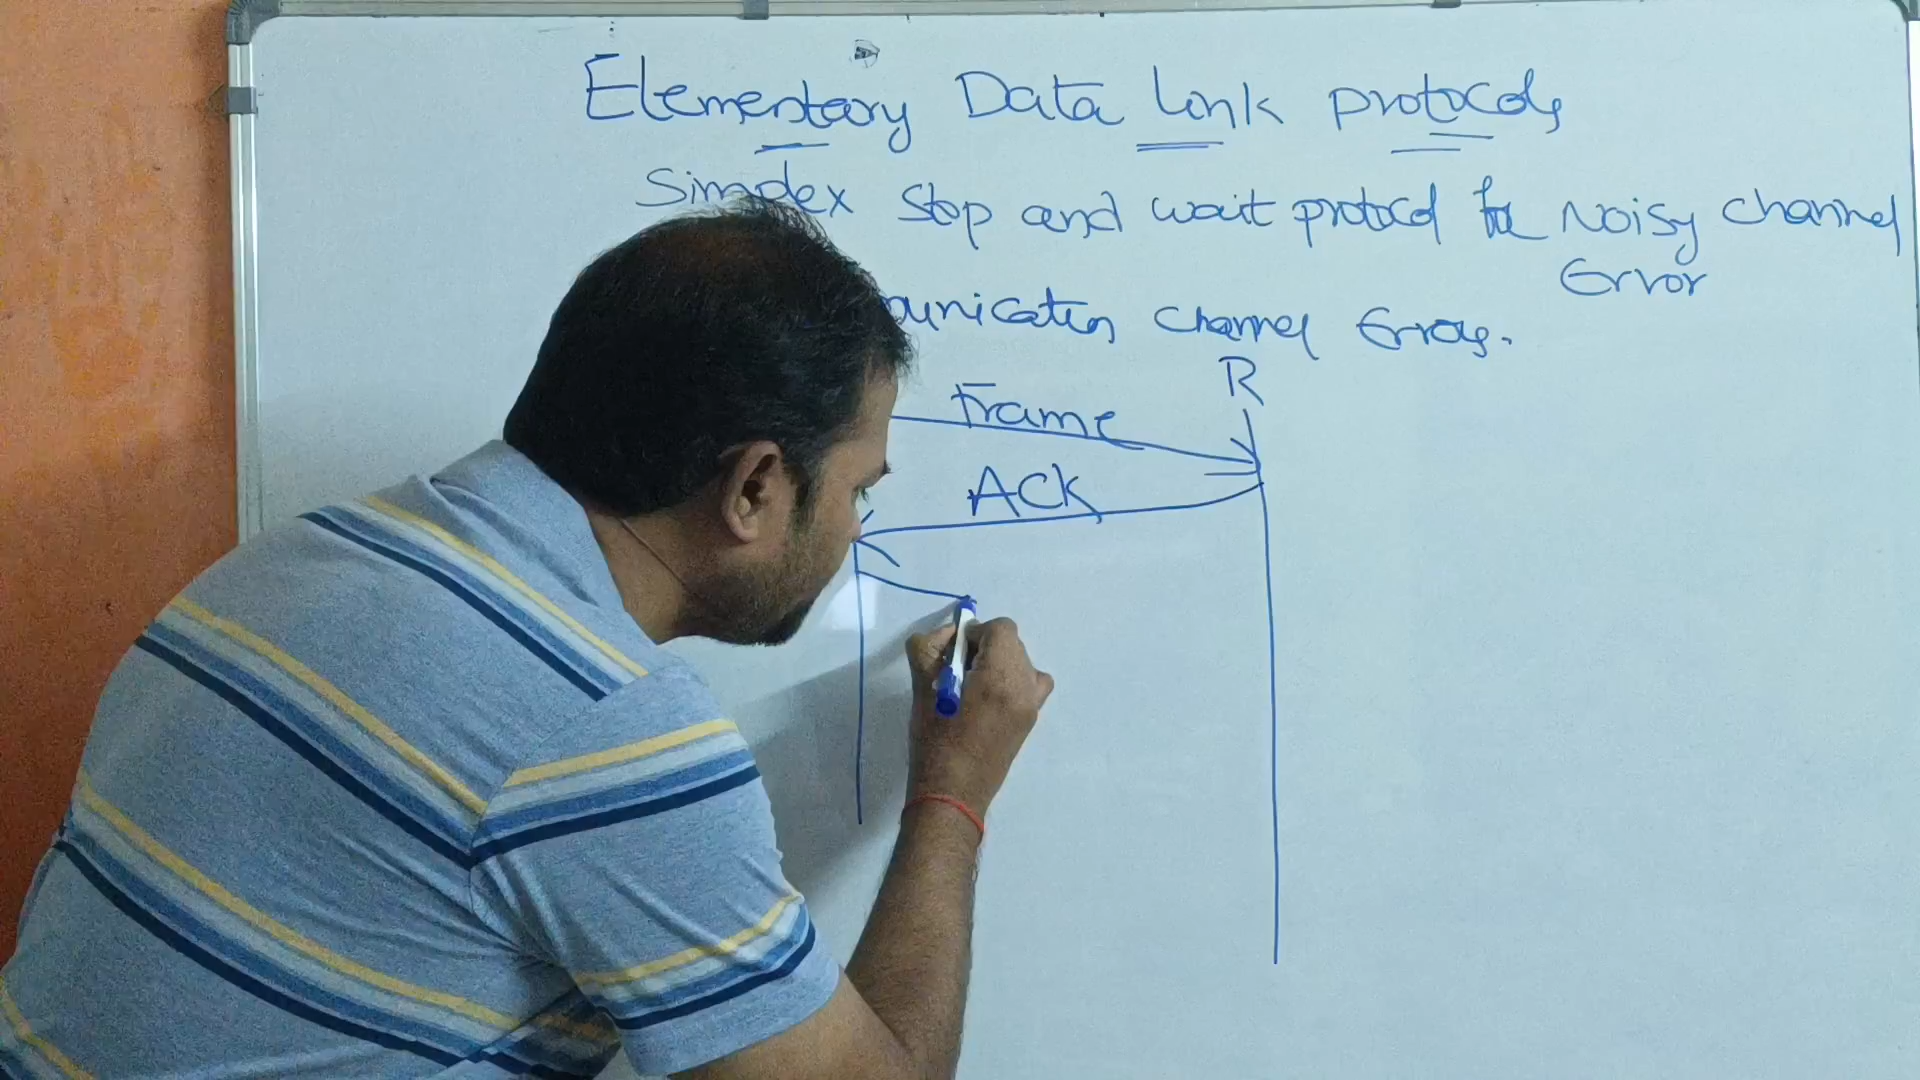 Elementary Data Link protocols
Simplex Stop and wait protocol for Noisy channel
Error
channel Errors.
R
Frame
ACK